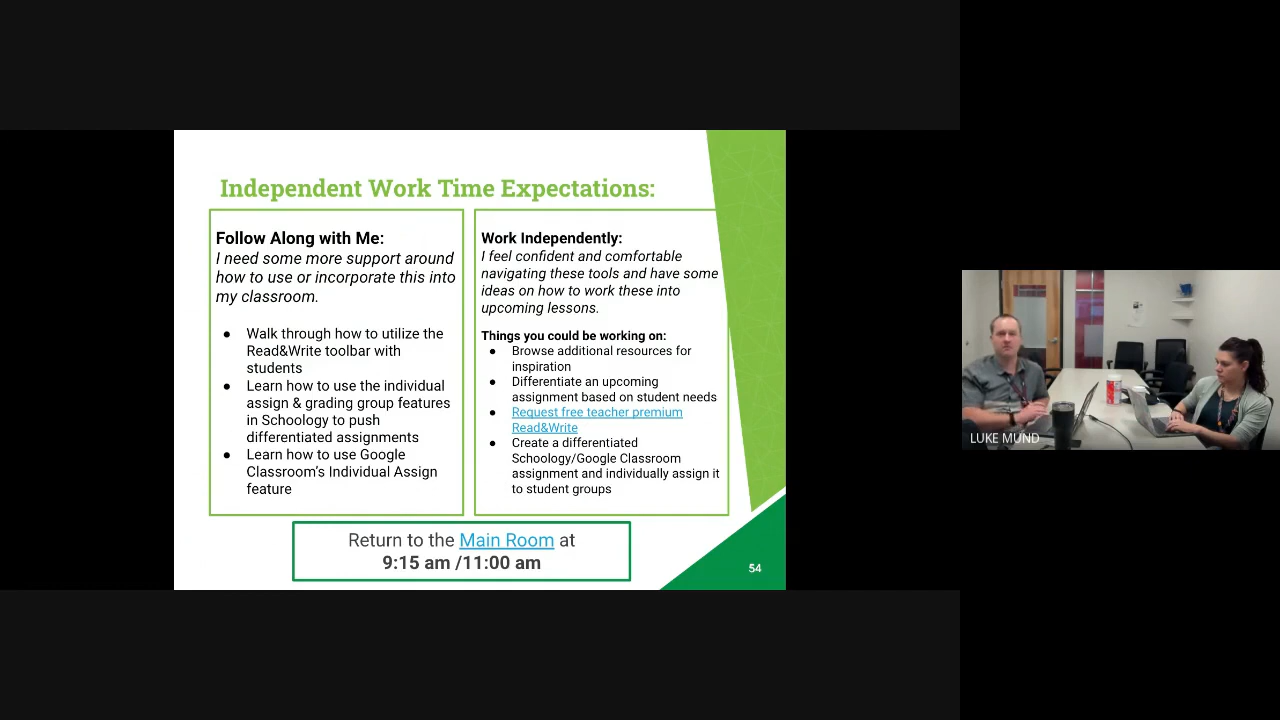 Independent Work Time Expectations:
Follow Along with Me:
I need some more support around
how to use or incorporate this into
my classroom.
● Walk through how to utilize the
Read&Write toolbar with
students
● Learn how to use the individual
assign & grading group features
in Schoology to push
differentiated assignments
● Learn how to use Google
Classroom's Individual Assign
feature
Work Independently:
I feel confident and comfortable
navigating these tools and have some
ideas on how to work these into
upcoming lessons.
Things you could be working on:
● Browse additional resources for
inspiration
● Differentiate an upcoming
assignment based on student needs
● Request free teacher premium
Read&Write
● Create a differentiated
Schoology/Google Classroom
assignment and individually assign it
to student groups
Return to the Main Room at
9:15 am /11:00 am
54
LUKE MUND